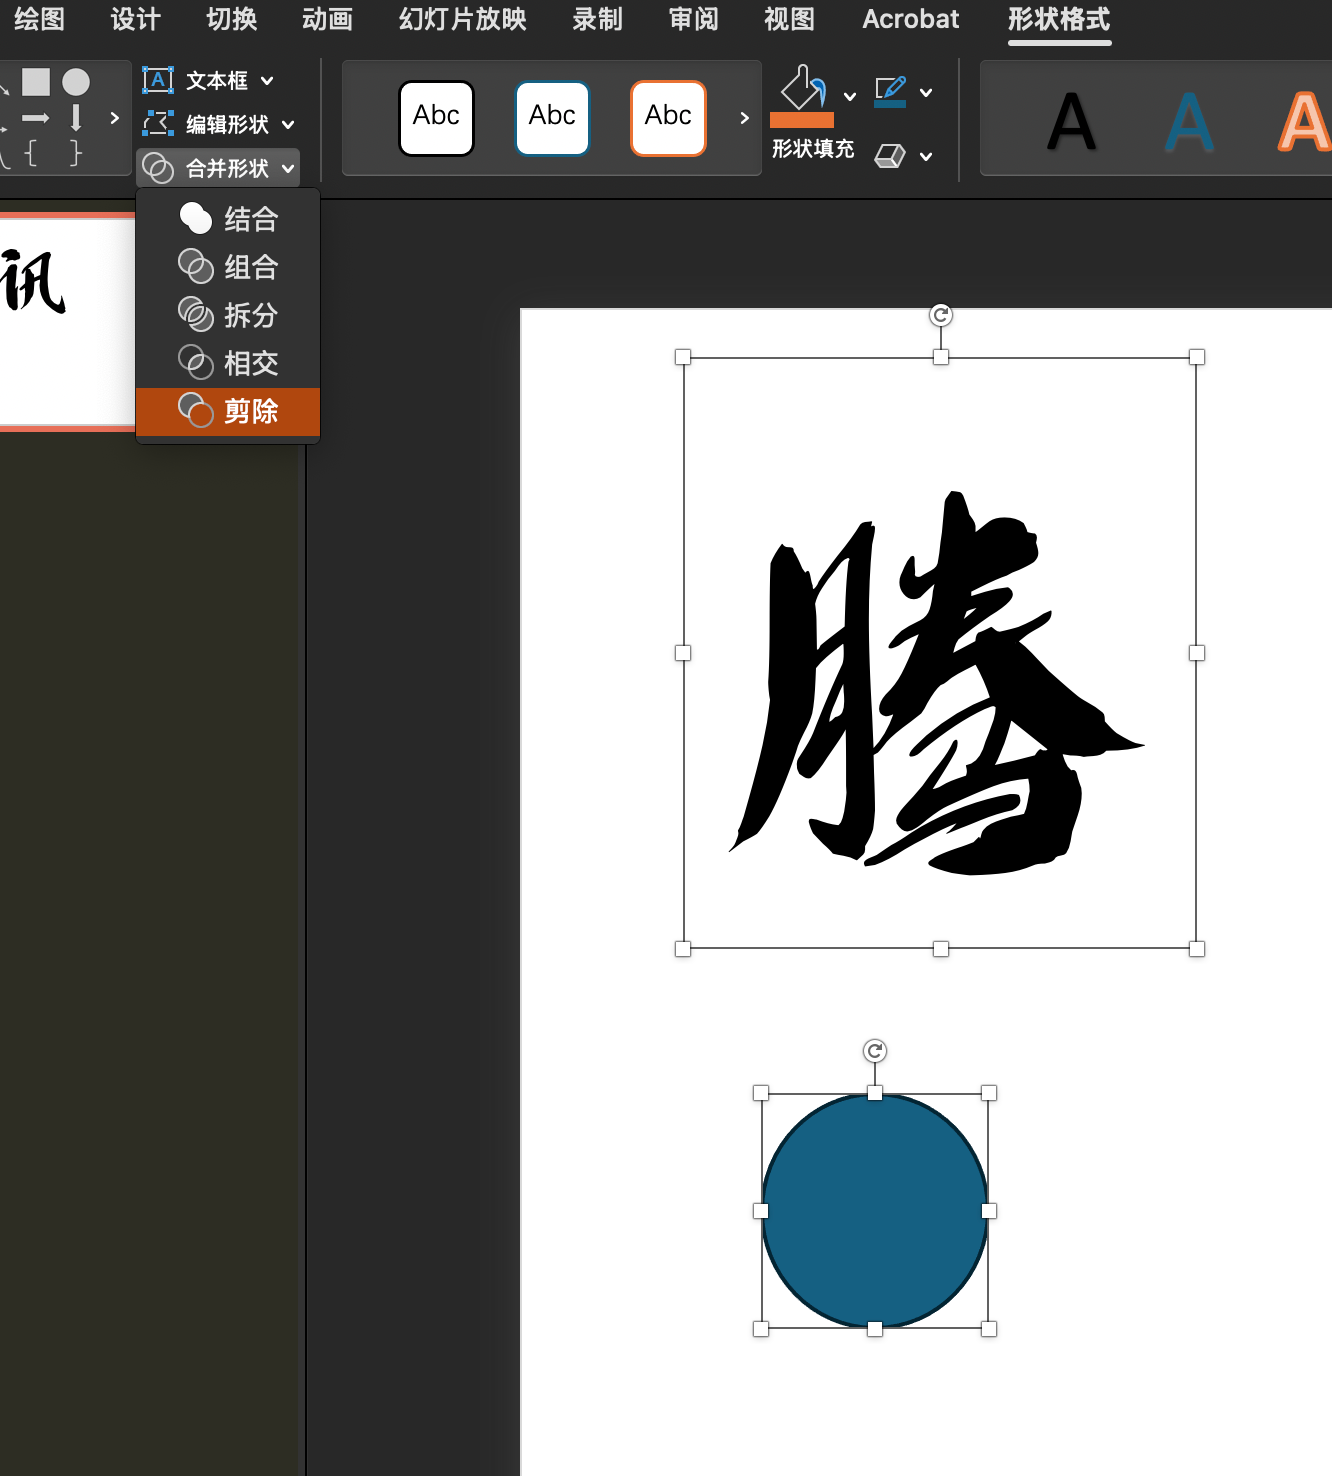 绘图 设计 切换 动画 幻灯片放映 录制 审阅 视图 Acrobat 形状格式
文本框
编辑形状
合并形状
Abc Abc Abc
形状填充
A A A
结合
组合
拆分
相交
剪除
讯
腾